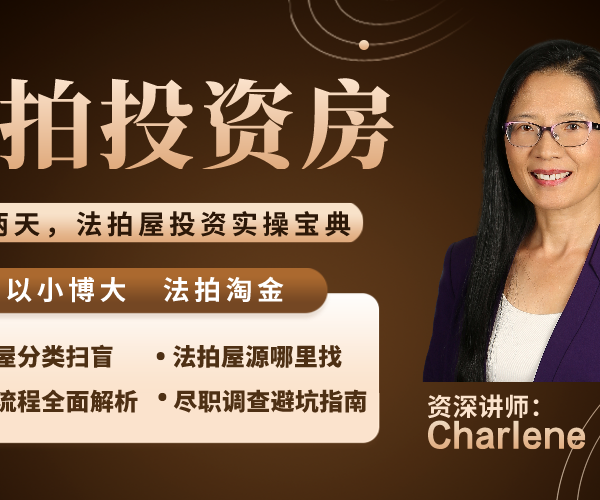 拍投资房
两天，法拍屋投资实操宝典
以小博大 法拍淘金
屋分类扫盲
• 法拍屋源哪里找
流程全面解析
• 尽职调查避坑指南
资深讲师：
Charlene